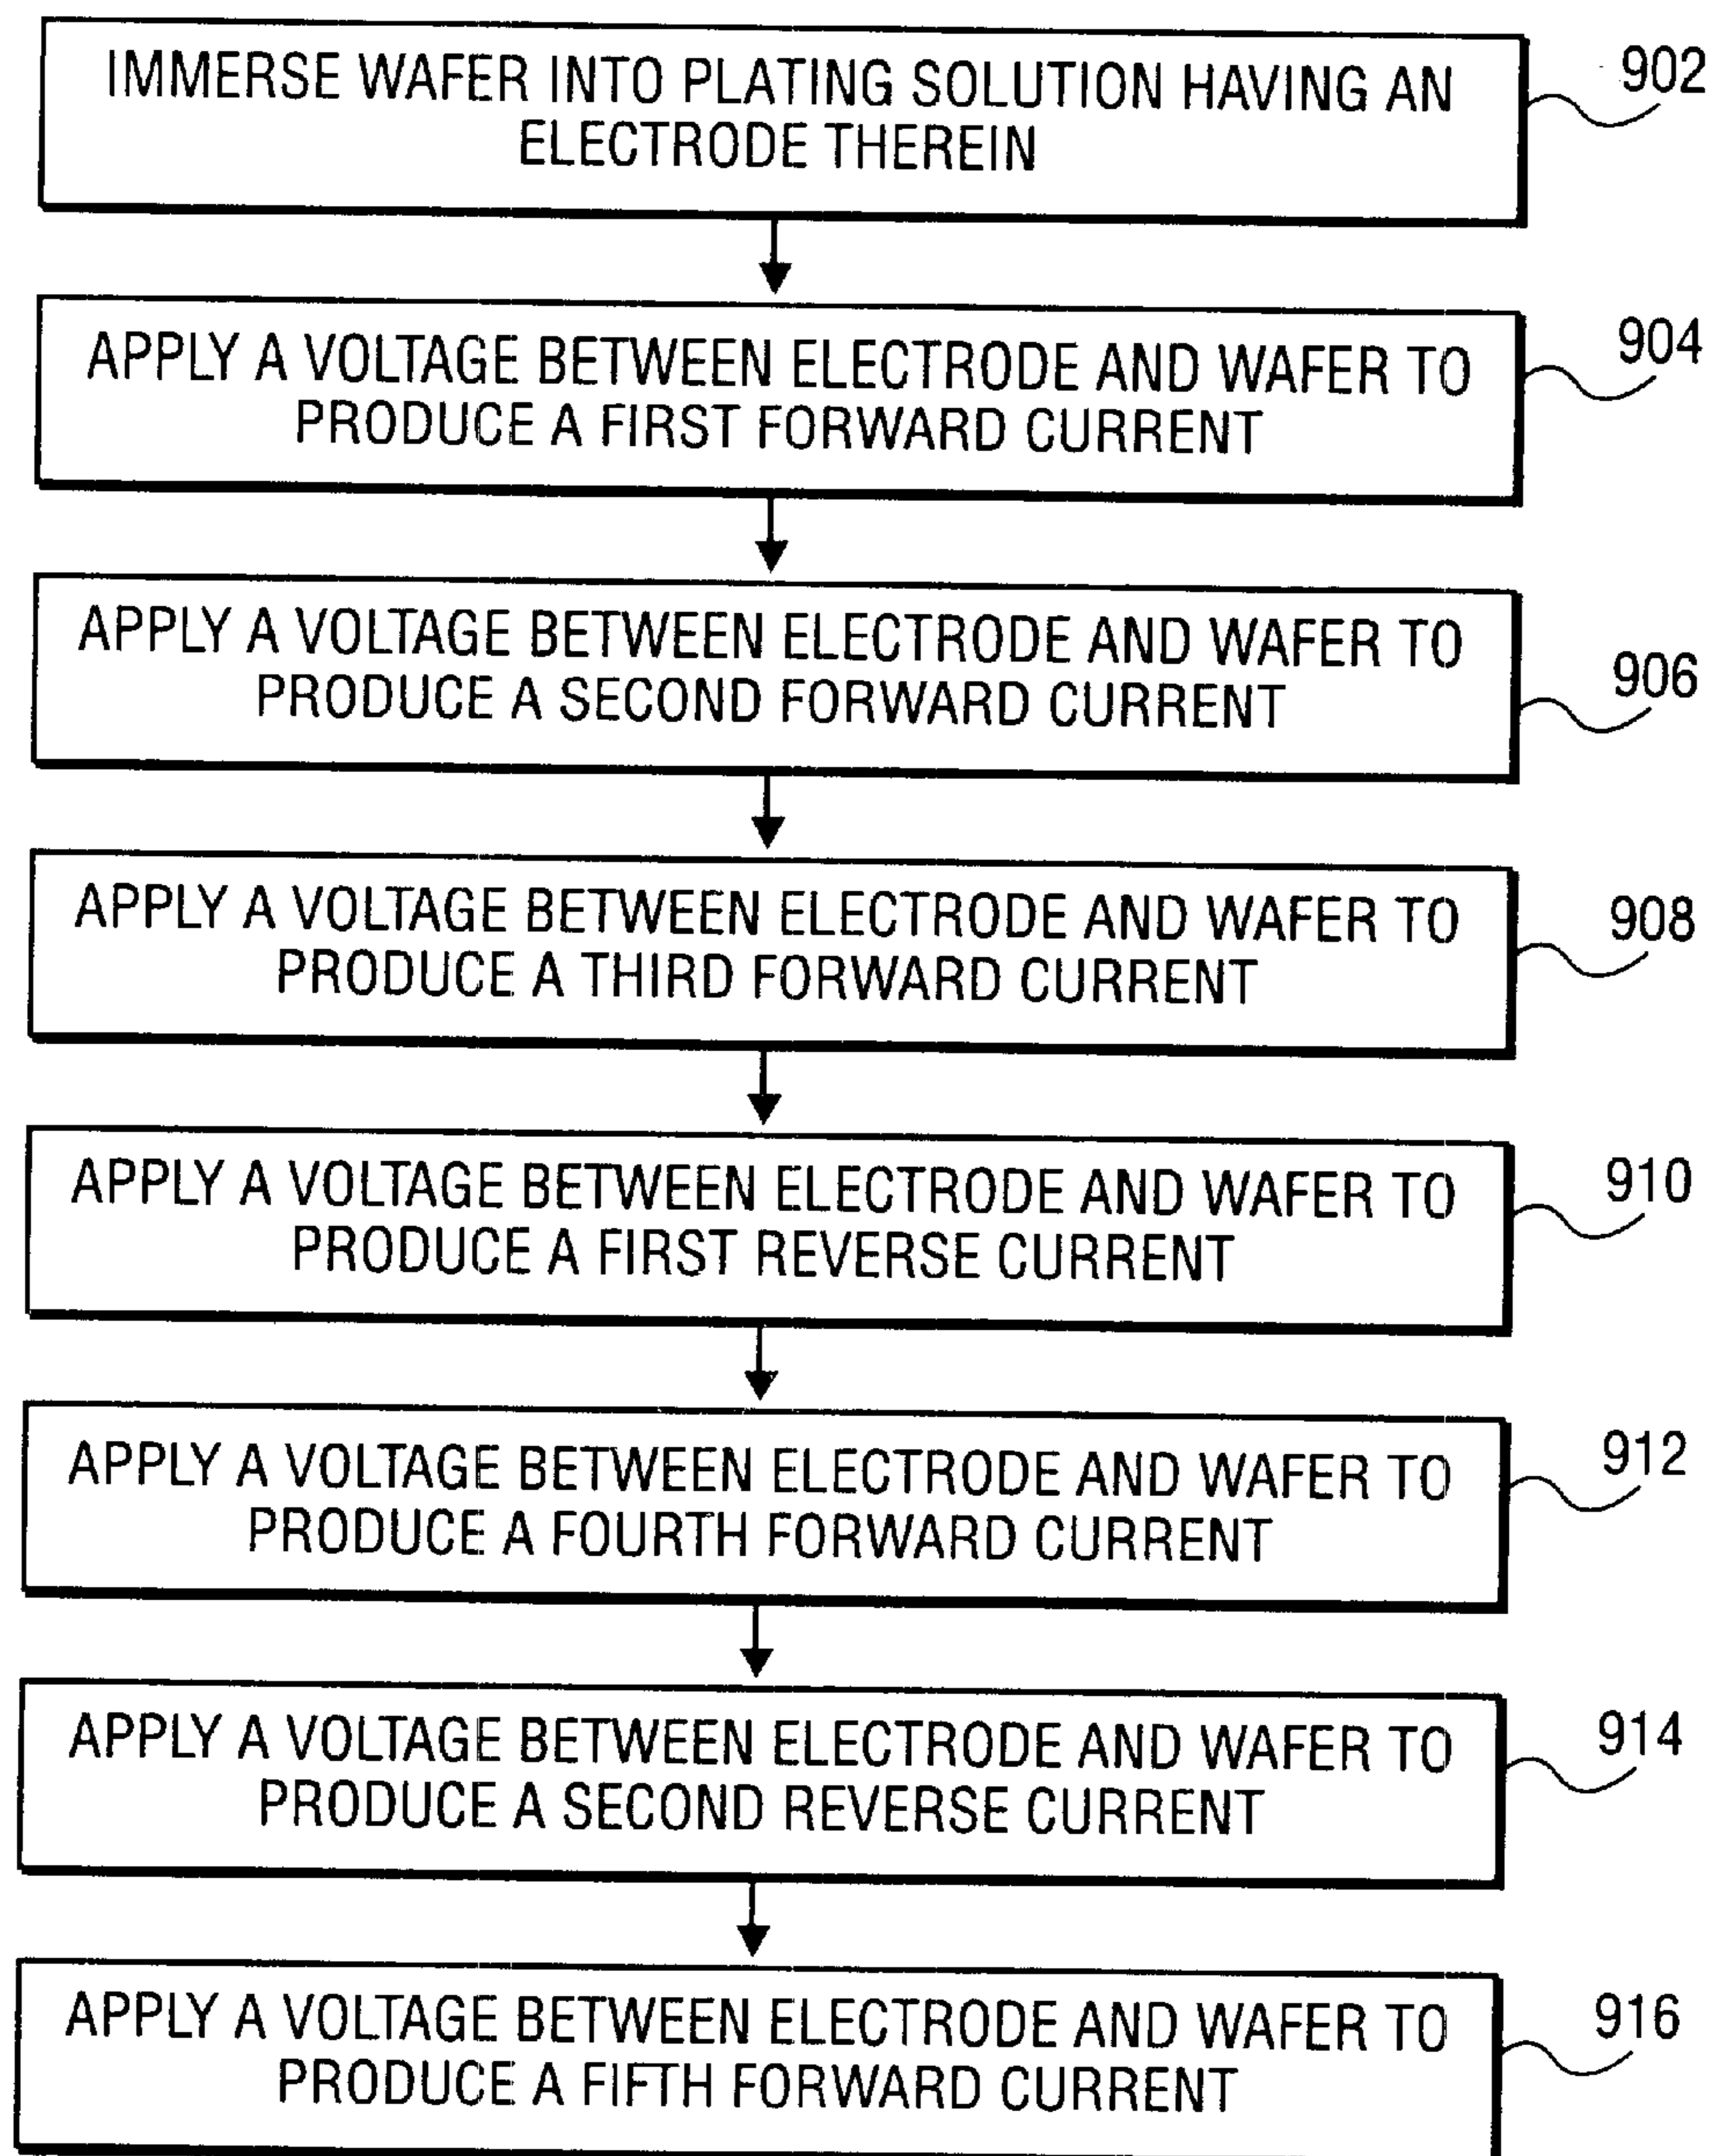 IMMERSE WAFER INTO PLATING SOLUTION HAVING AN
ELECTRODE THEREIN
902
APPLY A VOLTAGE BETWEEN ELECTRODE AND WAFER TO
PRODUCE A FIRST FORWARD CURRENT
904
APPLY A VOLTAGE BETWEEN ELECTRODE AND WAFER TO
PRODUCE A SECOND FORWARD CURRENT
906
APPLY A VOLTAGE BETWEEN ELECTRODE AND WAFER TO
PRODUCE A THIRD FORWARD CURRENT
908
APPLY A VOLTAGE BETWEEN ELECTRODE AND WAFER TO
PRODUCE A FIRST REVERSE CURRENT
910
APPLY A VOLTAGE BETWEEN ELECTRODE AND WAFER TO
PRODUCE A FOURTH FORWARD CURRENT
912
APPLY A VOLTAGE BETWEEN ELECTRODE AND WAFER TO
PRODUCE A SECOND REVERSE CURRENT
914
APPLY A VOLTAGE BETWEEN ELECTRODE AND WAFER TO
PRODUCE A FIFTH FORWARD CURRENT
916